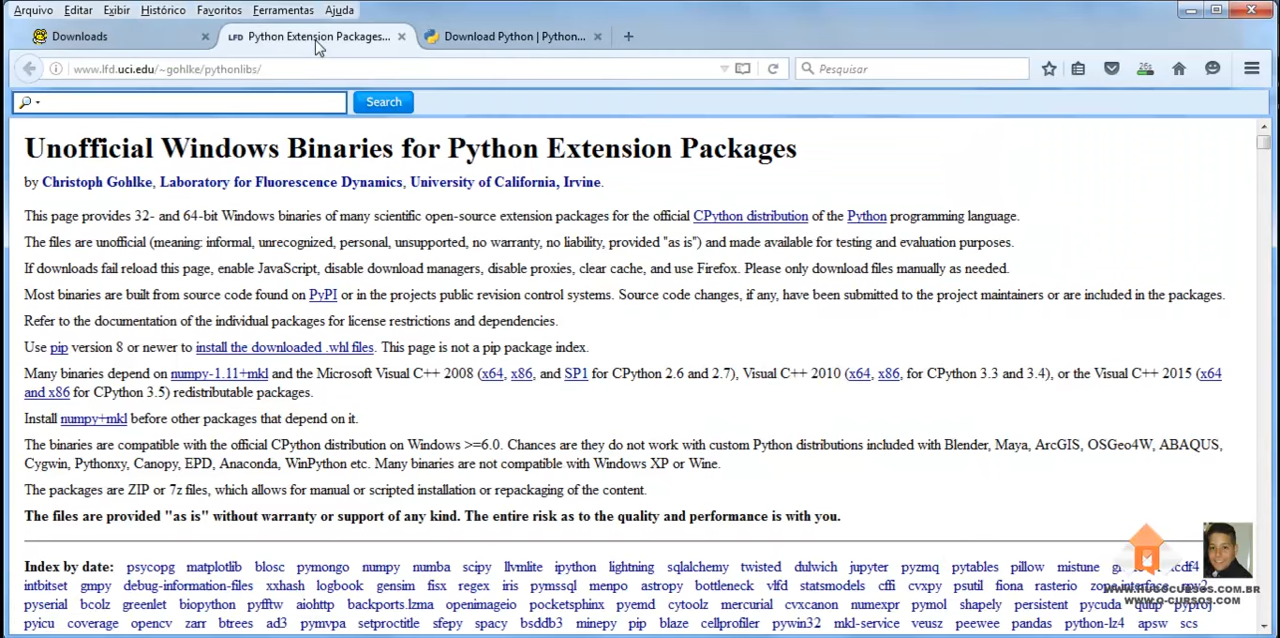 Arquivo Editar Exibir Histórico Favoritos Ferramentas Ajuda
Downloads LFD Python Extension Packages... Download Python | Python...
www.lfd.uci.edu/~gohlke/pythonlibs/ Pesquisar
Search
Unofficial Windows Binaries for Python Extension Packages
by Christoph Gohlke, Laboratory for Fluorescence Dynamics, University of California, Irvine.
This page provides 32- and 64-bit Windows binaries of many scientific open-source extension packages for the official CPython distribution of the Python programming language.
The files are unofficial (meaning: informal, unrecognized, personal, unsupported, no warranty, no liability, provided "as is") and made available for testing and evaluation purposes.
If downloads fail reload this page, enable JavaScript, disable download managers, disable proxies, clear cache, and use Firefox. Please only download files manually as needed.
Most binaries are built from source code found on PyPI or in the projects public revision control systems. Source code changes, if any, have been submitted to the project maintainers or are included in the packages.
Refer to the documentation of the individual packages for license restrictions and dependencies.
Use pip version 8 or newer to install the downloaded .whl files. This page is not a pip package index.
Many binaries depend on numpy-1.11+mkl and the Microsoft Visual C++ 2008 (x64, x86, and SP1 for CPython 2.6 and 2.7), Visual C++ 2010 (x64, x86, for CPython 3.3 and 3.4), or the Visual C++ 2015 (x64
and x86 for CPython 3.5) redistributable packages.
Install numpy+mkl before other packages that depend on it.
The binaries are compatible with the official CPython distribution on Windows >=6.0. Chances are they do not work with custom Python distributions included with Blender, Maya, ArcGIS, OSGeo4W, ABAQUS,
Cygwin, Pythonxy, Canopy, EPD, Anaconda, WinPython etc. Many binaries are not compatible with Windows XP or Wine.
The packages are ZIP or 7z files, which allows for manual or scripted installation or repackaging of the content.
The files are provided "as is" without warranty or support of any kind. The entire risk as to the quality and performance is with you.
Index by date: psycopg matplotlib blosc pymongo numpy numba scipy llvmlite ipython lightning sqlalchemy twisted dulwich jupyter pyzmq pytables pillow mistune
intbitset gmpy debug-information-files xxhash logbook gensim fisx regex iris pymssql menpo astropy bottleneck vlfd statsmodels cffi cvxpy psutil fiona rasterio
pyserial bcolz greenlet biopython pyfftw aiohttp backports.lzma openimageio pocketsphinx pyemd cytoolz mercurial cvxcanon numexpr pymol shapely persistent pycuda
pyicu coverage opencv zarr btrees ad3 pymvpa setproctitle sfepy spacy bsddb3 minepy pip blaze cellprofiler pywin32 mkl-service veusz peewee pandas python-lz4 apsw scs
WWW.HUGOCURSOS.COM.BR
WWW.Q-CURSOS.COM